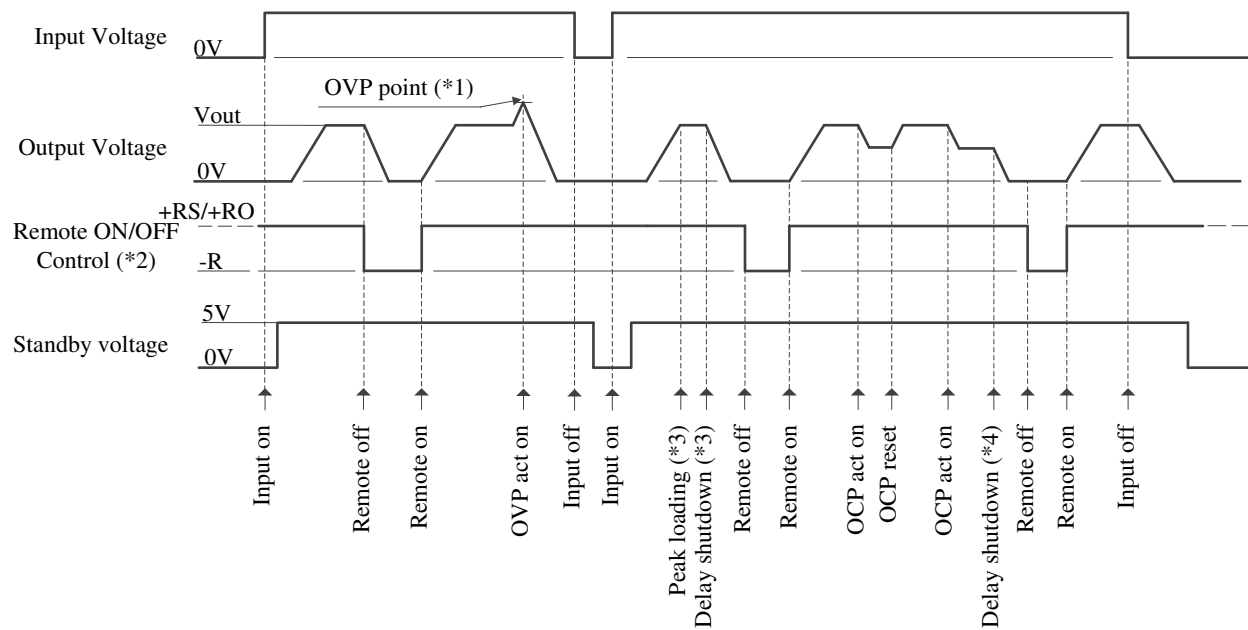 Input Voltage
0V
OVP point (*1)
Vout
Output Voltage
0V
+RS/+RO
Remote ON/OFF
Control (*2)
-R
5V
Standby voltage
0V
Input on
Remote off
Remote on
OVP act on
Input off
Input on
Peak loading (*3)
Delay shutdown (*3)
Remote off
Remote on
OCP act on
OCP reset
OCP act on
Delay shutdown (*4)
Remote off
Remote on
Input off